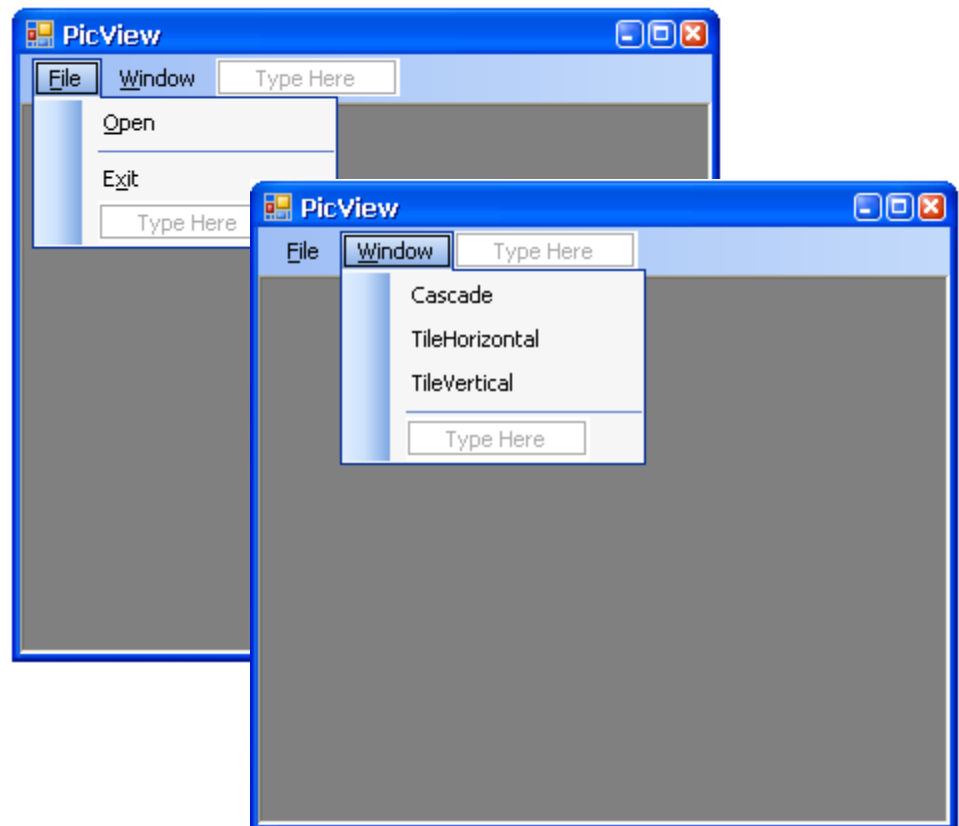 PicView
File Window Type Here
Open
Exit
Type Here
PicView
File Window Type Here
Cascade
TileHorizontal
TileVertical
Type Here